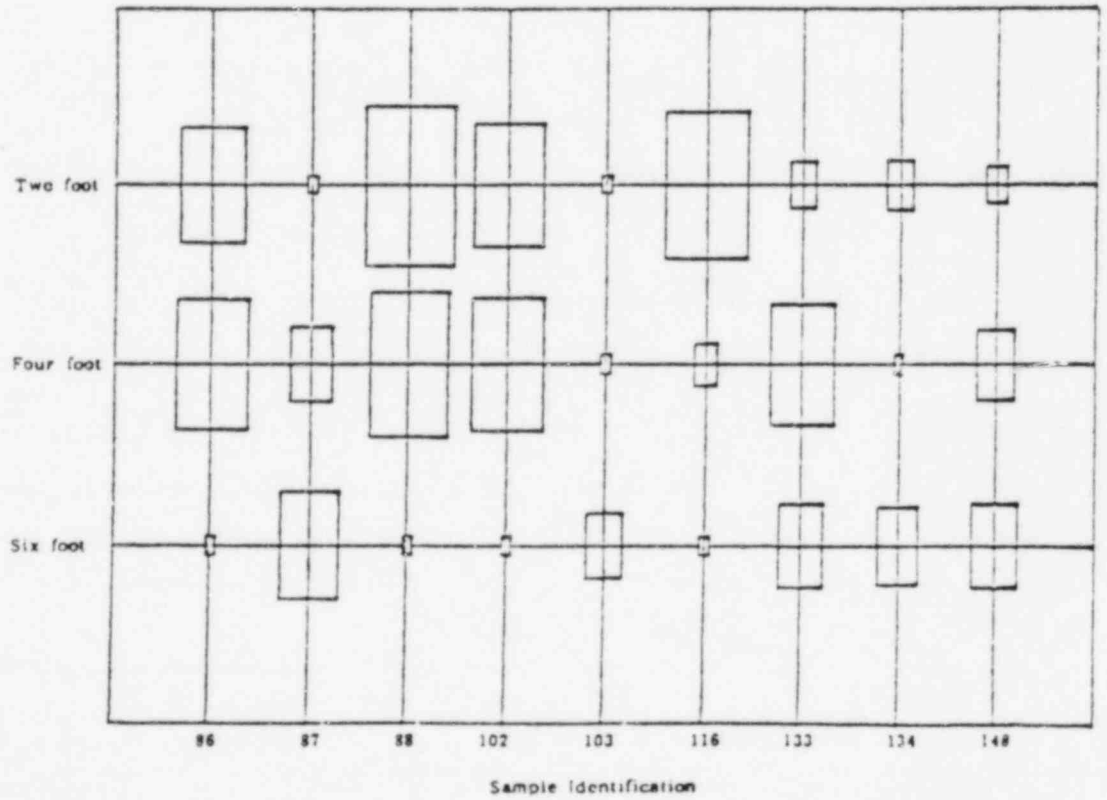 Two foot
Four foot
Six foot
86 87 88 102 103 116 133 134 148
Sample Identification